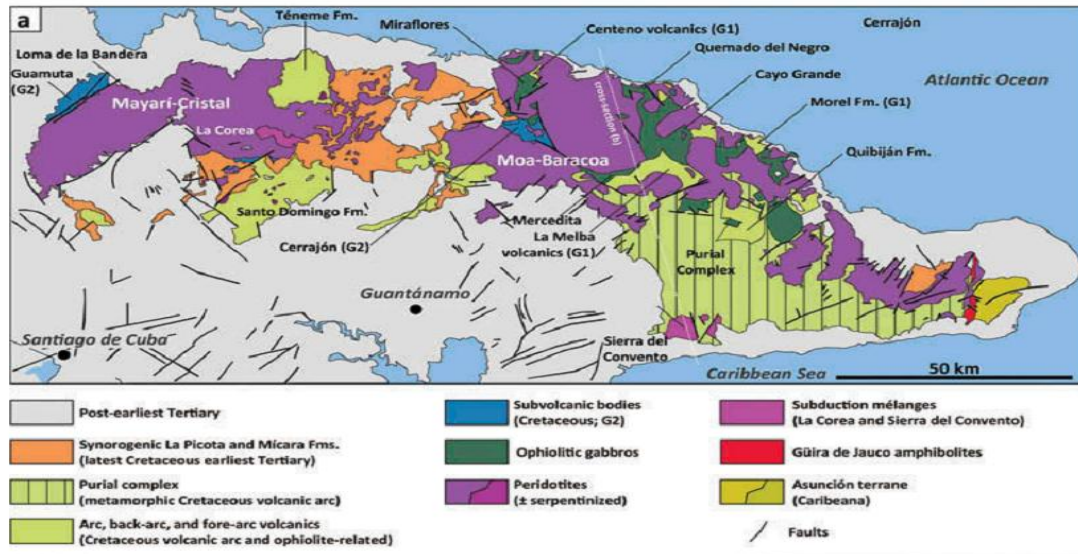 a
Téneme Fm.
Miraflores
Centeno volcanics (G1)
Cerrajón
Loma de la Bandera
Quemado del Negro
Guamuta
(G2)
Cayo Grande
Atlantic Ocean
Mayarí-Cristal
cross-section (b)
Morel Fm. (G1)
La Corea
Moa-Baracoa
Quibiján Fm.
Santo Domingo Fm.
Mercedita
Cerrajón (G2)
La Melba
volcanics (G1)
Purial
Complex
Guantánamo
Santiago de Cuba
Sierra del
Convento
Caribbean Sea
50 km
Post-earliest Tertiary
Synorogenic La Picota and Mícara Fms.
(latest Cretaceous earliest Tertiary)
Purial complex
(metamorphic Cretaceous volcanic arc)
Arc, back-arc, and fore-arc volcanics
(Cretaceous volcanic arc and ophiolite-related)
Subvolcanic bodies
(Cretaceous; G2)
Ophiolitic gabbros
Peridotites
(± serpentinized)
Subduction mélanges
(La Corea and Sierra del Convento)
Güira de Jauco amphibolites
Asunción terrane
(Caribeana)
Faults